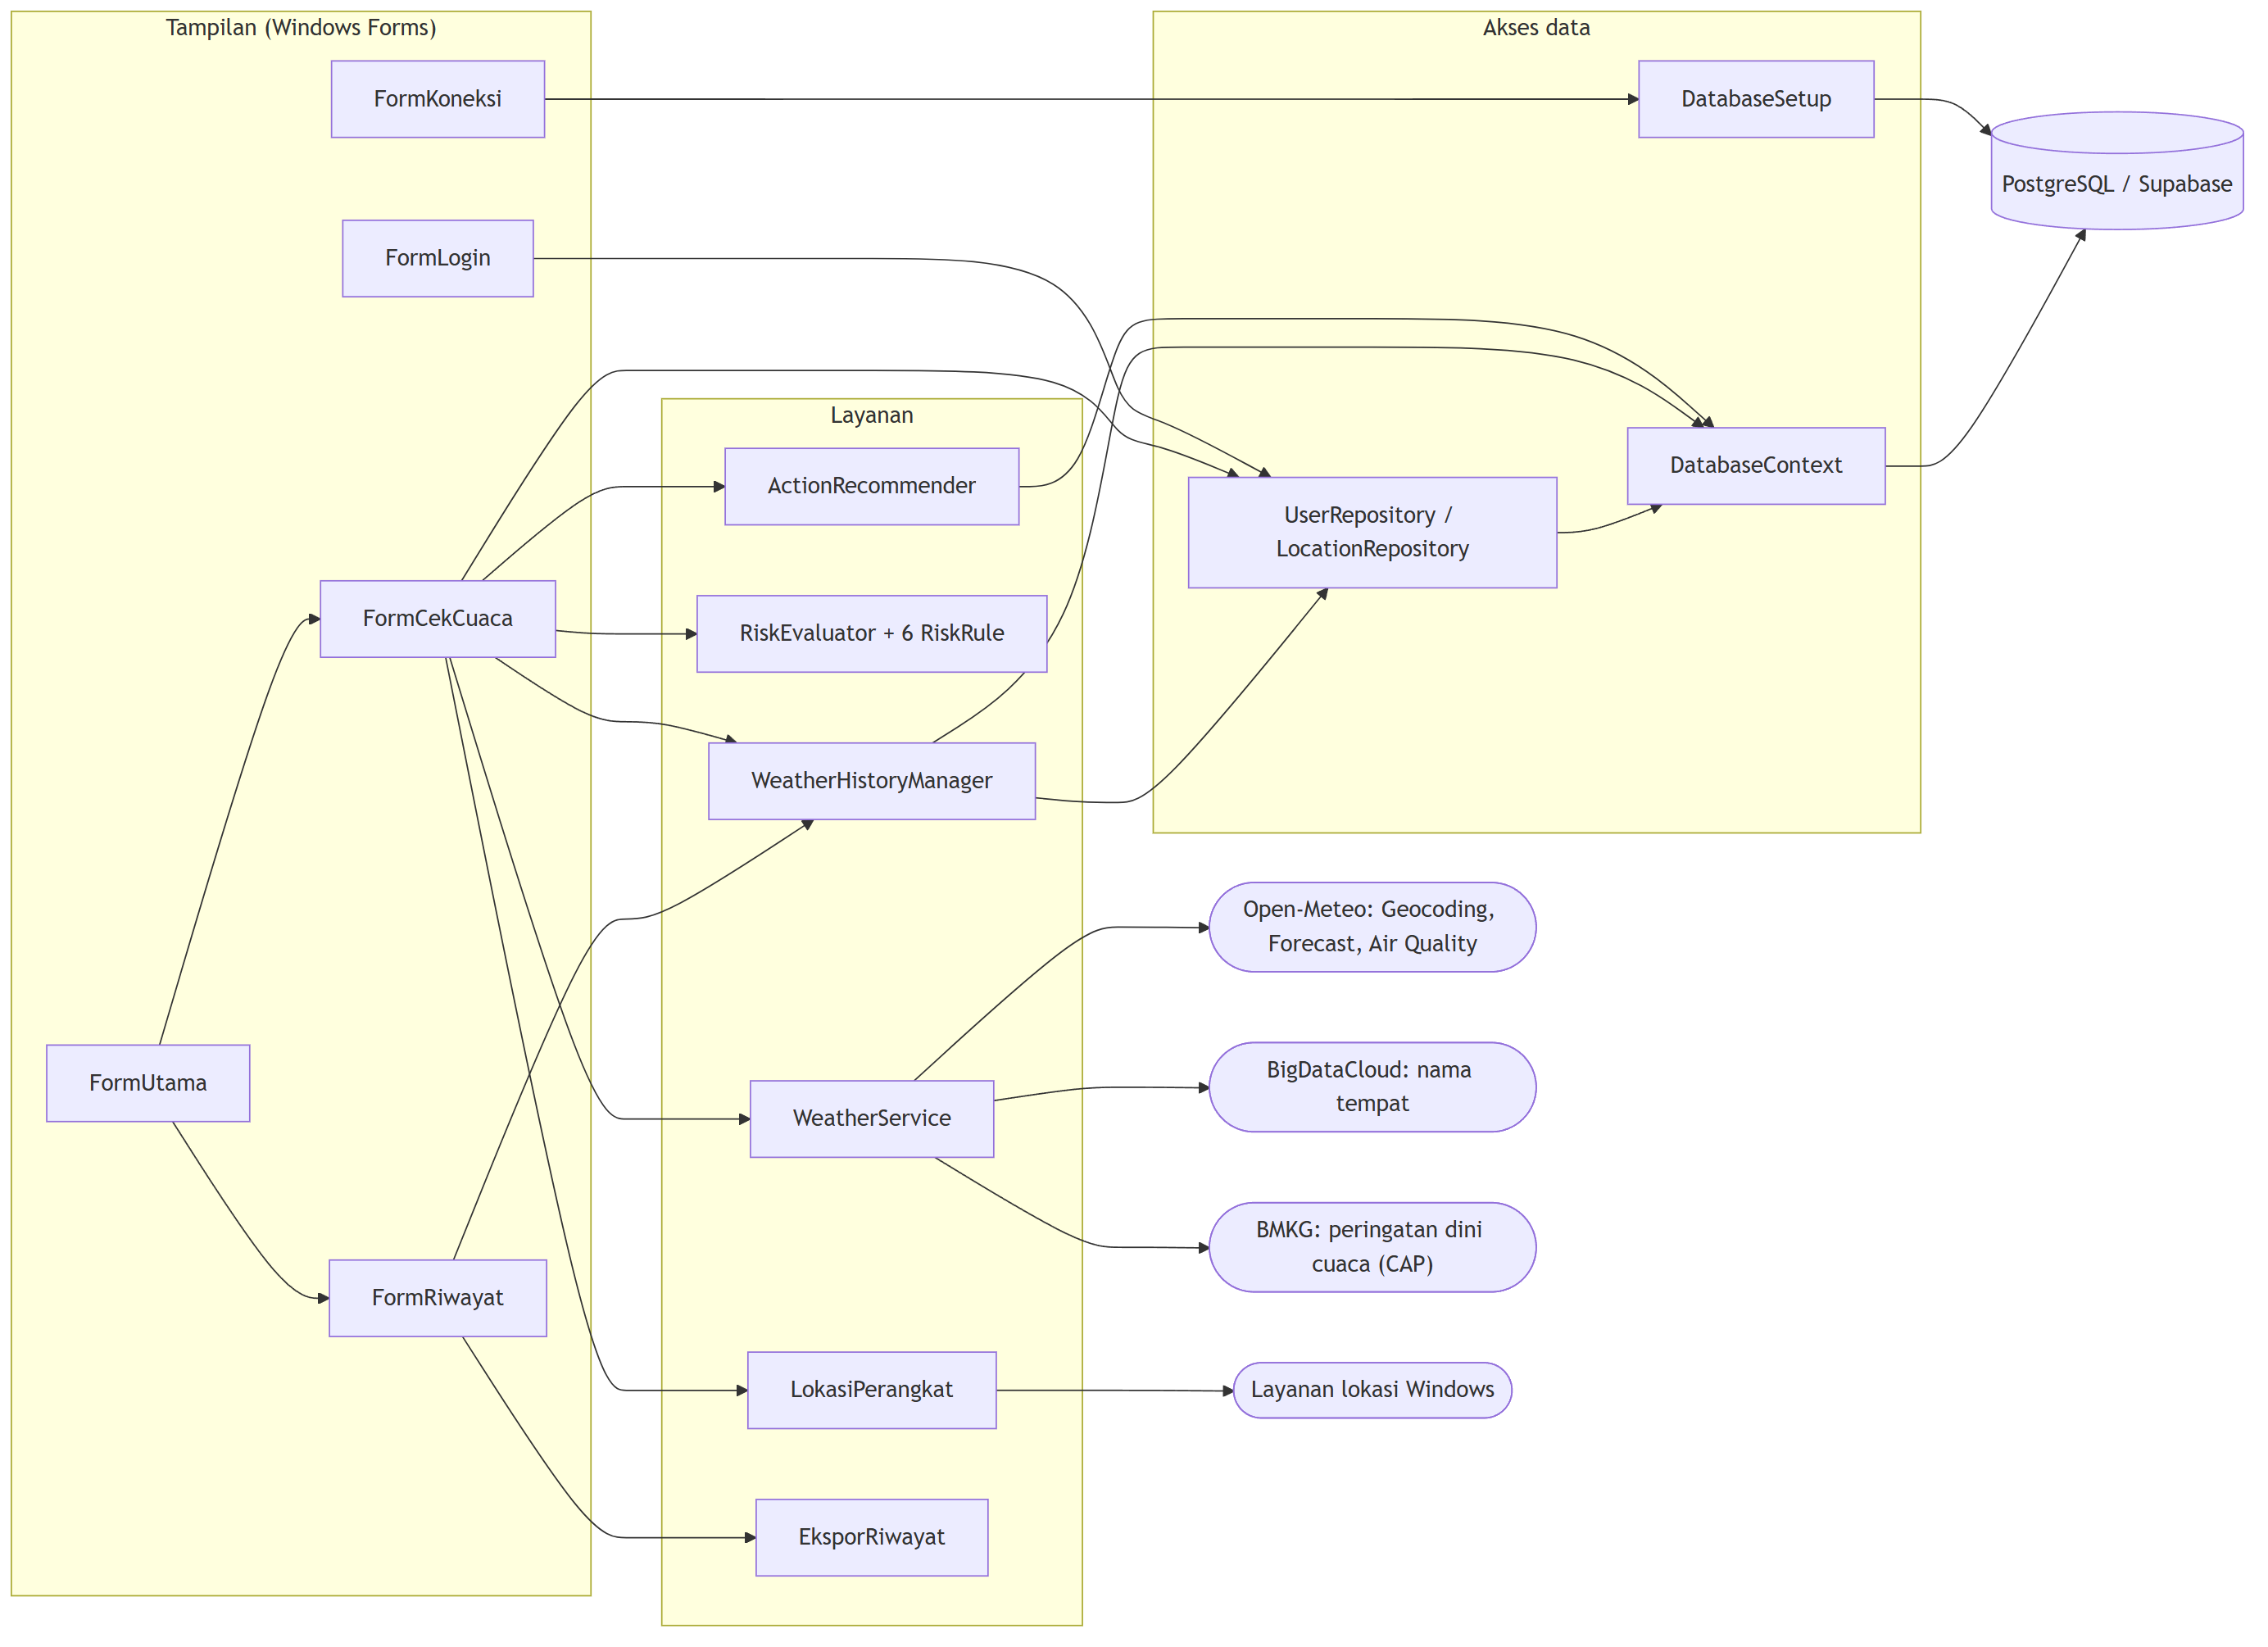 Tampilan (Windows Forms)
FormKoneksi
FormLogin
FormCekCuaca
FormUtama
FormRiwayat
Layanan
ActionRecommender
RiskEvaluator + 6 RiskRule
WeatherHistoryManager
WeatherService
LokasiPerangkat
EksporRiwayat
Akses data
DatabaseSetup
DatabaseContext
UserRepository /
LocationRepository
PostgreSQL / Supabase
Open-Meteo: Geocoding,
Forecast, Air Quality
BigDataCloud: nama
tempat
BMKG: peringatan dini
cuaca (CAP)
Layanan lokasi Windows